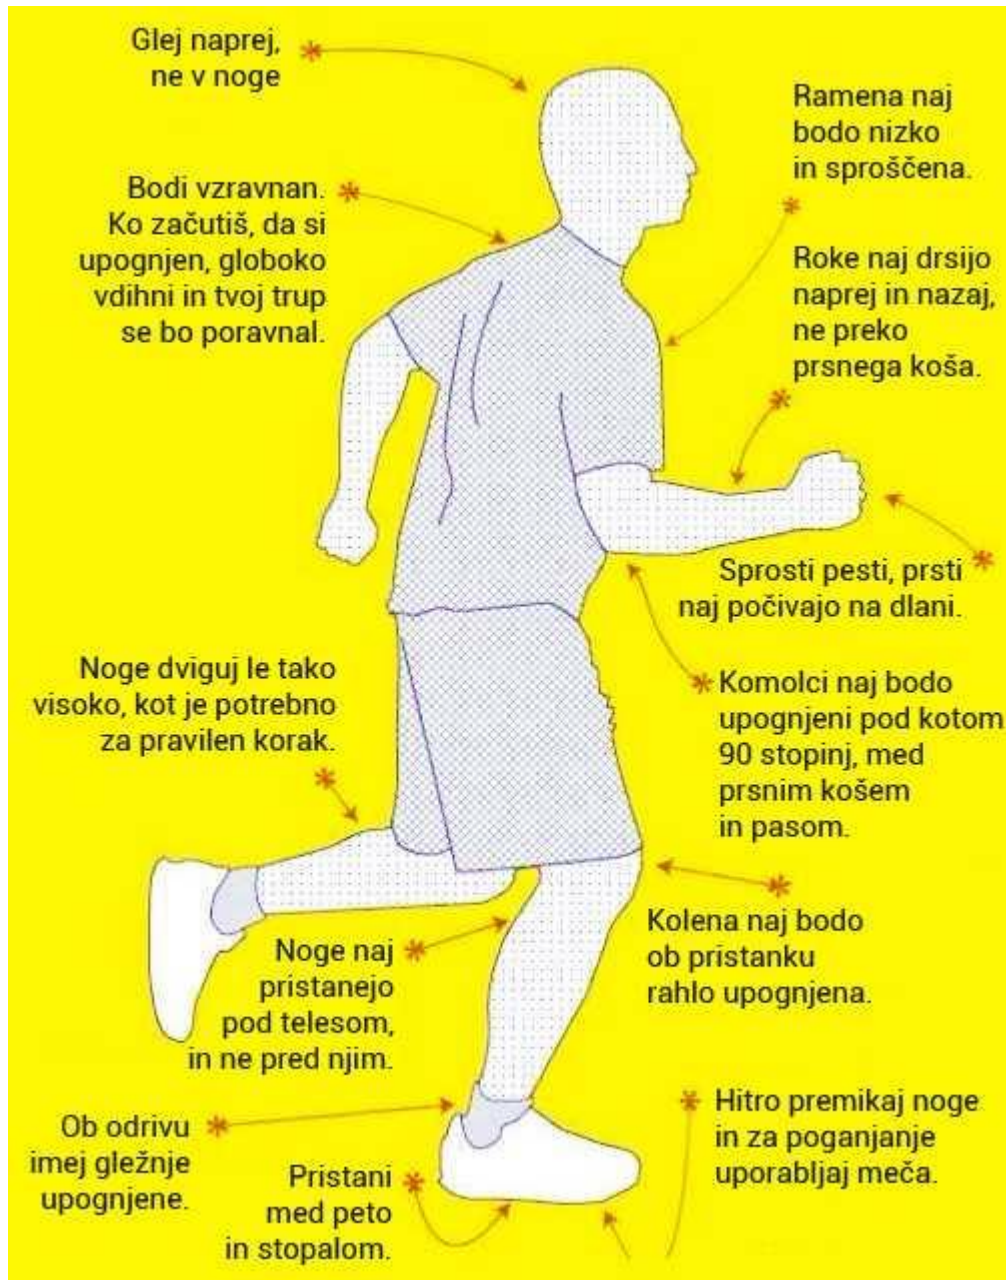 Glej naprej,
ne v noge
Ramena naj
bodo nizko
in sproščena.
Bodi vzravnan.
Ko začutiš, da si
upognjen, globoko
vdihni in tvoj trup
se bo poravnal.
Roke naj drsijo
naprej in nazaj,
ne preko
prsnega koša.
Sprosti pesti, prsti
naj počivajo na dlani.
Noge dviguj le tako
visoko, kot je potrebno
za pravilen korak.
Komolci naj bodo
upognjeni pod kotom
90 stopinj, med
prsnim košem
in pasom.
Kolena naj bodo
ob pristanku
rahlo upognjena.
Noge naj
pristanejo
pod telesom,
in ne pred njim.
Ob odrivu
imej gležnje
upognjene.
Hitro premikaj noge
in za poganjanje
uporabljaj meča.
Pristani
med peto
in stopalom.